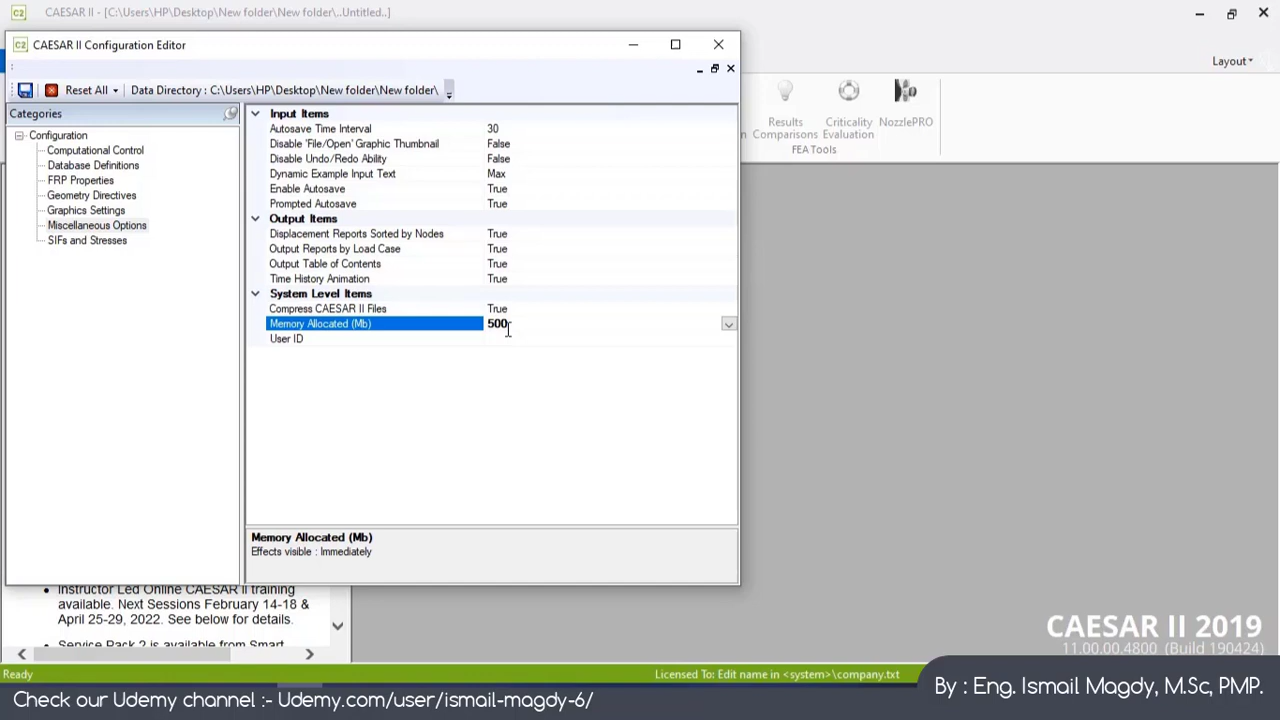 C2 CAESAR II - [C:\Users\HP\Desktop\New folder\New folder\..Untitled..]
C2 CAESAR II Configuration Editor
Layout
Reset All
Data Directory : C:\Users\HP\Desktop\New folder\New folder\
Categories
Configuration
Computational Control
Database Definitions
FRP Properties
Geometry Directives
Graphics Settings
Miscellaneous Options
SIFs and Stresses
Input Items
Autosave Time Interval 30
Disable 'File/Open' Graphic Thumbnail False
Disable Undo/Redo Ability False
Dynamic Example Input Text Max
Enable Autosave True
Prompted Autosave True
Output Items
Displacement Reports Sorted by Nodes True
Output Reports by Load Case True
Output Table of Contents True
Time History Animation True
System Level Items
Compress CAESAR II Files True
Memory Allocated (Mb) 500
User ID
Memory Allocated (Mb)
Effects visible : Immediately
Results Comparisons
Criticality Evaluation
NozzlePRO
FEA Tools
Instructor Led Online CAESAR II training
available. Next Sessions February 14-18 &
April 25-29, 2022. See below for details.
Service Pack 2 is available from Smart
CAESAR II 2019
11.00.00.4800 (Build 190424)
Ready
Licensed To: Edit name in <system>\company.txt
Check our Udemy channel :- Udemy.com/user/ismail-magdy-6/
By : Eng. Ismail Magdy, M.Sc, PMP.